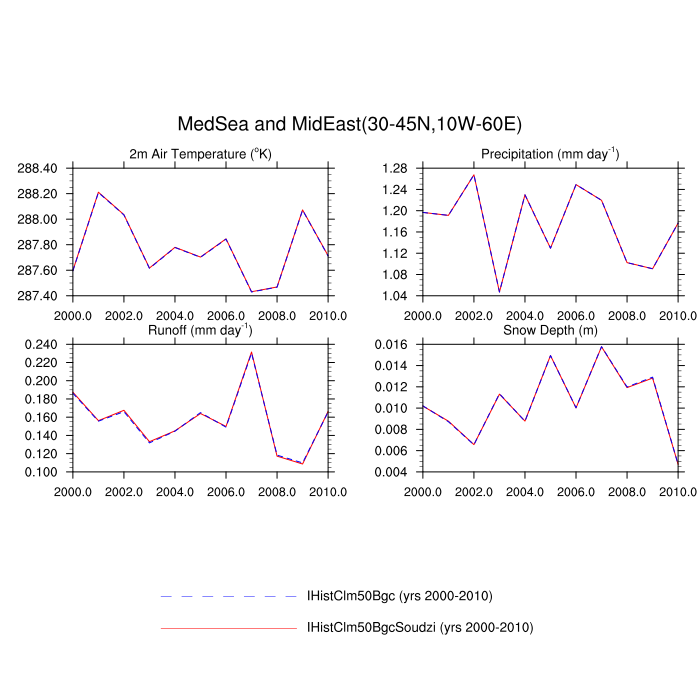 MedSea and MidEast(30-45N,10W-60E)
2m Air Temperature (°K)
288.40
288.20
288.00
287.80
287.60
287.40
2000.0 2002.0 2004.0 2006.0 2008.0 2010.0
Precipitation (mm day⁻¹)
1.28
1.24
1.20
1.16
1.12
1.08
1.04
2000.0 2002.0 2004.0 2006.0 2008.0 2010.0
Runoff (mm day⁻¹)
0.240
0.220
0.200
0.180
0.160
0.140
0.120
0.100
2000.0 2002.0 2004.0 2006.0 2008.0 2010.0
Snow Depth (m)
0.016
0.014
0.012
0.010
0.008
0.006
0.004
2000.0 2002.0 2004.0 2006.0 2008.0 2010.0
IHistClm50Bgc (yrs 2000-2010)
IHistClm50BgcSoudzi (yrs 2000-2010)